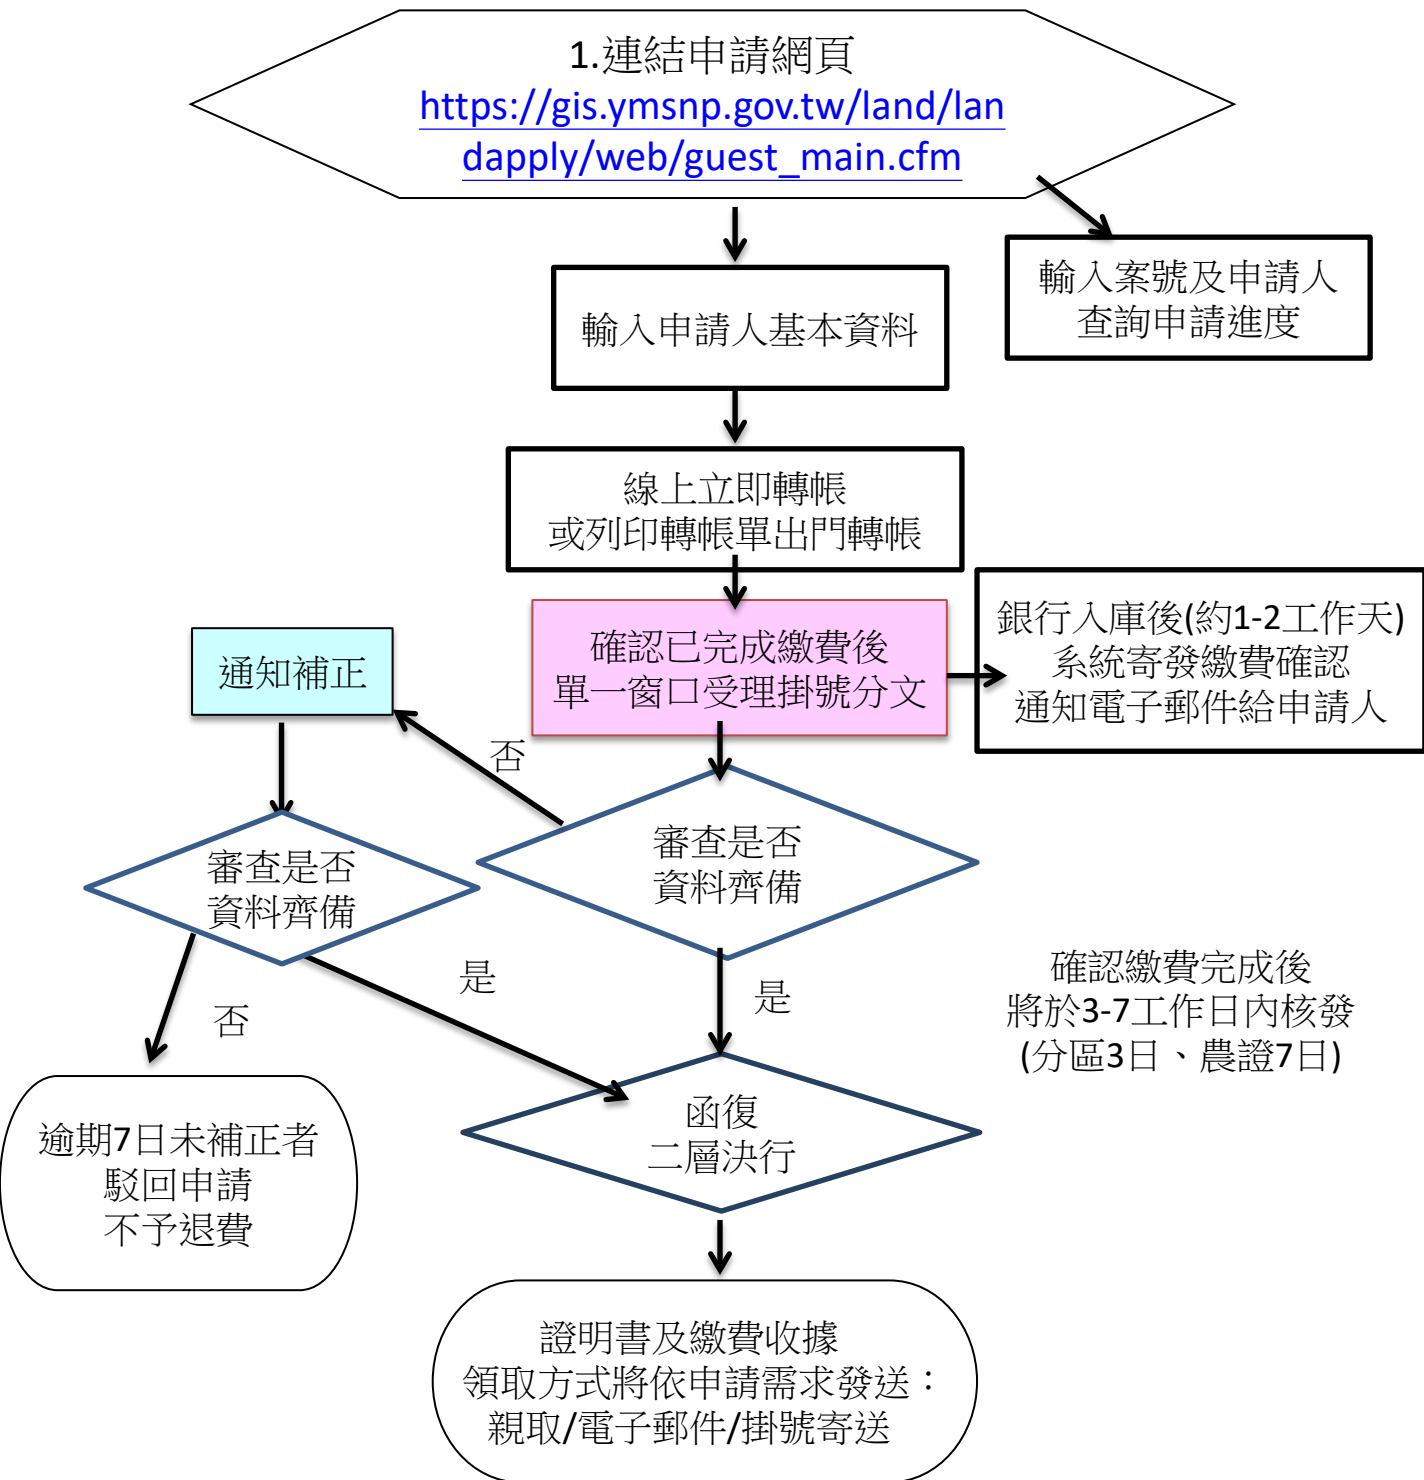 1.連結申請網頁
https://gis.ymsnp.gov.tw/land/lan
dapply/web/guest_main.cfm
輸入案號及申請人
查詢申請進度
輸入申請人基本資料
線上立即轉帳
或列印轉帳單出門轉帳
確認已完成繳費後
單一窗口受理掛號分文
銀行入庫後(約1-2工作天)
系統寄發繳費確認
通知電子郵件給申請人
通知補正
否
審查是否
資料齊備
審查是否
資料齊備
是
是
否
確認繳費完成後
將於3-7工作日內核發
(分區3日、農證7日)
函復
二層決行
逾期7日未補正者
駁回申請
不予退費
證明書及繳費收據
領取方式將依申請需求發送：
親取/電子郵件/掛號寄送